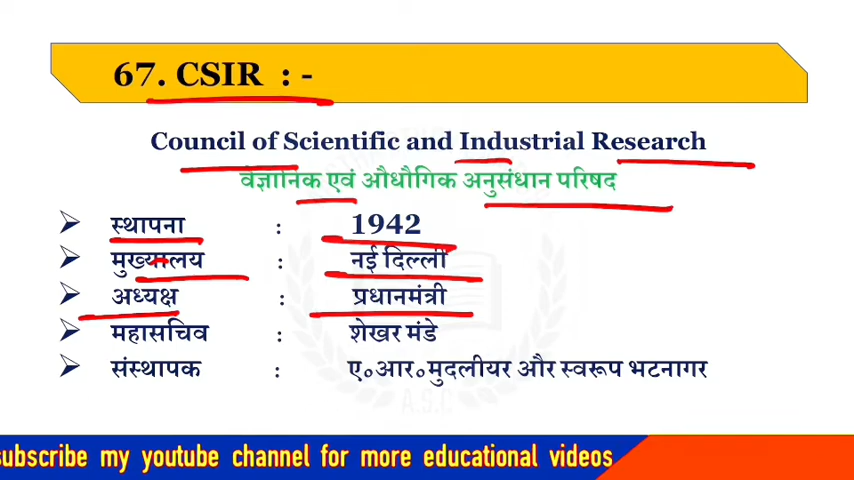 67. CSIR : -
Council of Scientific and Industrial Research
वैज्ञानिक एवं औधौगिक अनुसंधान परिषद
स्थापना : 1942
मुख्यालय : नई दिल्ली
अध्यक्ष : प्रधानमंत्री
महासचिव : शेखर मंडे
संस्थापक : ए०आर०मुदलीयर और स्वरूप भटनागर
A.S.C
subscribe my youtube channel for more educational videos